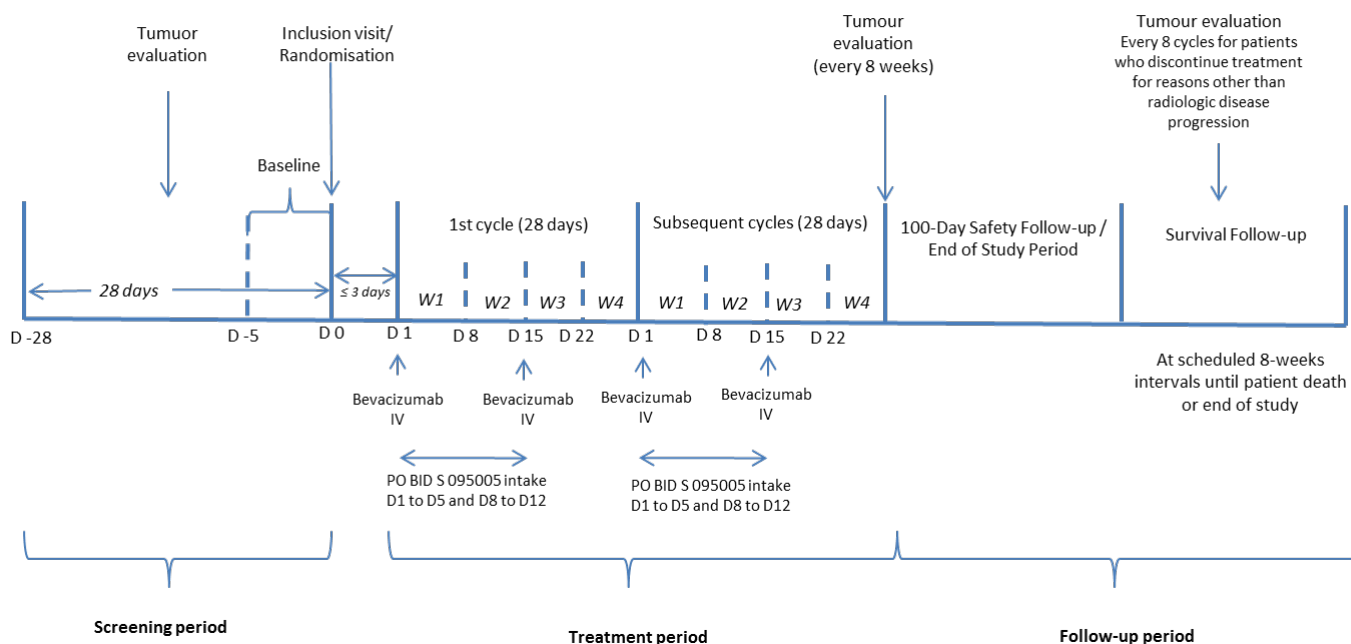 Tumuor
evaluation
Inclusion visit/
Randomisation
Tumour
evaluation
(every 8 weeks)
Tumour evaluation
Every 8 cycles for patients
who discontinue treatment
for reasons other than
radiologic disease
progression
Baseline
1st cycle (28 days)
Subsequent cycles (28 days)
100-Day Safety Follow-up /
End of Study Period
Survival Follow-up
28 days
≤ 3 days
W1
W2
W3
W4
W1
W2
W3
W4
D -28
D -5
D 0
D 1
D 8
D 15
D 22
D 1
D 8
D 15
D 22
Bevacizumab
IV
Bevacizumab
IV
Bevacizumab
IV
Bevacizumab
IV
At scheduled 8-weeks
intervals until patient death
or end of study
PO BID S 095005 intake
D1 to D5 and D8 to D12
PO BID S 095005 intake
D1 to D5 and D8 to D12
Screening period
Treatment period
Follow-up period